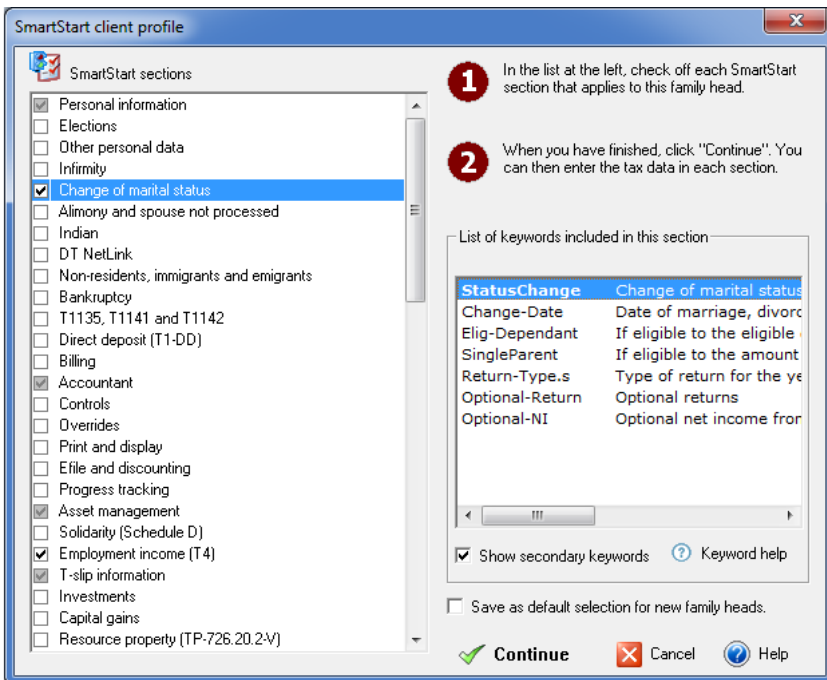 SmartStart client profile
SmartStart sections
Personal information
Elections
Other personal data
Infirmity
Change of marital status
Alimony and spouse not processed
Indian
DT NetLink
Non-residents, immigrants and emigrants
Bankruptcy
T1135, T1141 and T1142
Direct deposit (T1-DD)
Billing
Accountant
Controls
Overrides
Print and display
Efile and discounting
Progress tracking
Asset management
Solidarity (Schedule D)
Employment income (T4)
T-slip information
Investments
Capital gains
Resource property (TP-726.20.2-V)
1 In the list at the left, check off each SmartStart
section that applies to this family head.
2 When you have finished, click "Continue". You
can then enter the tax data in each section.
List of keywords included in this section
StatusChange Change of marital status
Change-Date Date of marriage, divorc
Elig-Dependant If eligible to the eligible
SingleParent If eligible to the amount
Return-Type.s Type of return for the ye
Optional-Return Optional returns
Optional-NI Optional net income fror
Show secondary keywords ? Keyword help
Save as default selection for new family heads.
Continue Cancel ? Help